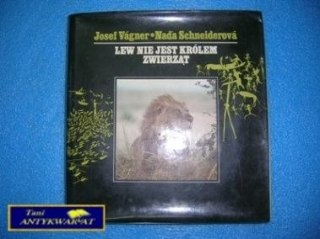 Josef Vágner · Naďa Schneiderová
LEW NIE JEST KRÓLEM
ZWIERZĄT
Tani
ANTYKWARIAT